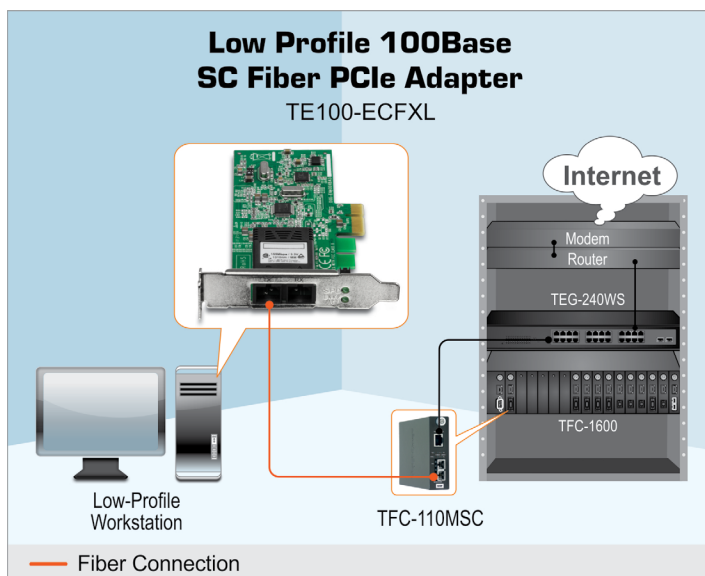 Low Profile 100Base
SC Fiber PCIe Adapter
TE100-ECFXL
Internet
Modem
Router
TEG-240WS
TFC-1600
TFC-110MSC
Low-Profile
Workstation
Fiber Connection